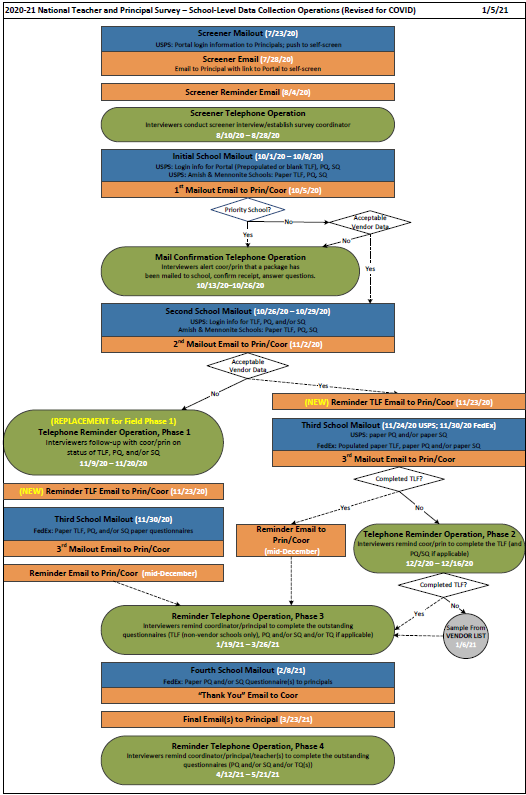 2020-21 National Teacher and Principal Survey – School-Level Data Collection Operations (Revised for COVID) 1/5/21
Screener Mailout (7/23/20)
USPS: Portal login information to Principals; push to self-screen
Screener Email (7/28/20)
Email to Principal with link to Portal to self-screen
Screener Reminder Email (8/4/20)
Screener Telephone Operation
Interviewers conduct screener interview/establish survey coordinator
8/10/20 – 8/28/20
Initial School Mailout (10/1/20 – 10/8/20)
USPS: Login info for Portal (Prepopulated or blank TLF), PQ, SQ
USPS: Amish & Mennonite Schools: Paper TLF, PQ, SQ
1st Mailout Email to Prin/Coor (10/5/20)
Priority School?
No
Acceptable
Vendor Data
Yes
No
Yes
Mail Confirmation Telephone Operation
Interviewers alert coor/prin that a package has
been mailed to school, confirm receipt, answer questions.
10/13/20–10/26/20
Second School Mailout (10/26/20 – 10/29/20)
USPS: Login info for TLF, PQ, and/or SQ
Amish & Mennonite Schools: Paper TLF, PQ, SQ
2nd Mailout Email to Prin/Coor (11/2/20)
Acceptable
Vendor Data
No
Yes
(NEW) Reminder TLF Email to Prin/Coor (11/23/20)
(REPLACEMENT for Field Phase 1)
Telephone Reminder Operation, Phase 1
Interviewers follow-up with coor/prin on
status of TLF, PQ, and/or SQ
11/9/20 – 11/20/20
Third School Mailout (11/24/20 USPS; 11/30/20 FedEx)
USPS: paper PQ and/or paper SQ
FedEx: Populated paper TLF, paper PQ and/or paper SQ
3rd Mailout Email to Prin/Coor
Completed TLF?
(NEW) Reminder TLF Email to Prin/Coor (11/23/20)
Yes
No
Third School Mailout (11/30/20)
FedEx: Paper TLF, PQ, and/or SQ paper questionnaires
3rd Mailout Email to Prin/Coor
Reminder Email to
Prin/Coor
(mid-December)
Telephone Reminder Operation, Phase 2
Interviewers remind coor/prin to complete the TLF (and
PQ/SQ if applicable)
12/2/20 – 12/16/20
Reminder Email to Prin/Coor (mid-December)
Completed TLF?
Yes
No
Reminder Telephone Operation, Phase 3
Interviewers remind coordinator/principal to complete the outstanding
questionnaires (TLF (non-vendor schools only), PQ and/or SQ and/or TQ if applicable)
1/19/21 – 3/26/21
Sample From
VENDOR LIST
1/6/21
Fourth School Mailout (2/8/21)
FedEx: Paper PQ and/or SQ Questionnaire(s) to principals
“Thank You” Email to Coor
Final Email(s) to Principal (3/23/21)
Reminder Telephone Operation, Phase 4
Interviewers remind coordinator/principal/teacher(s) to complete the outstanding
questionnaires (PQ and/or SQ and/or TQ(s))
4/12/21 – 5/21/21